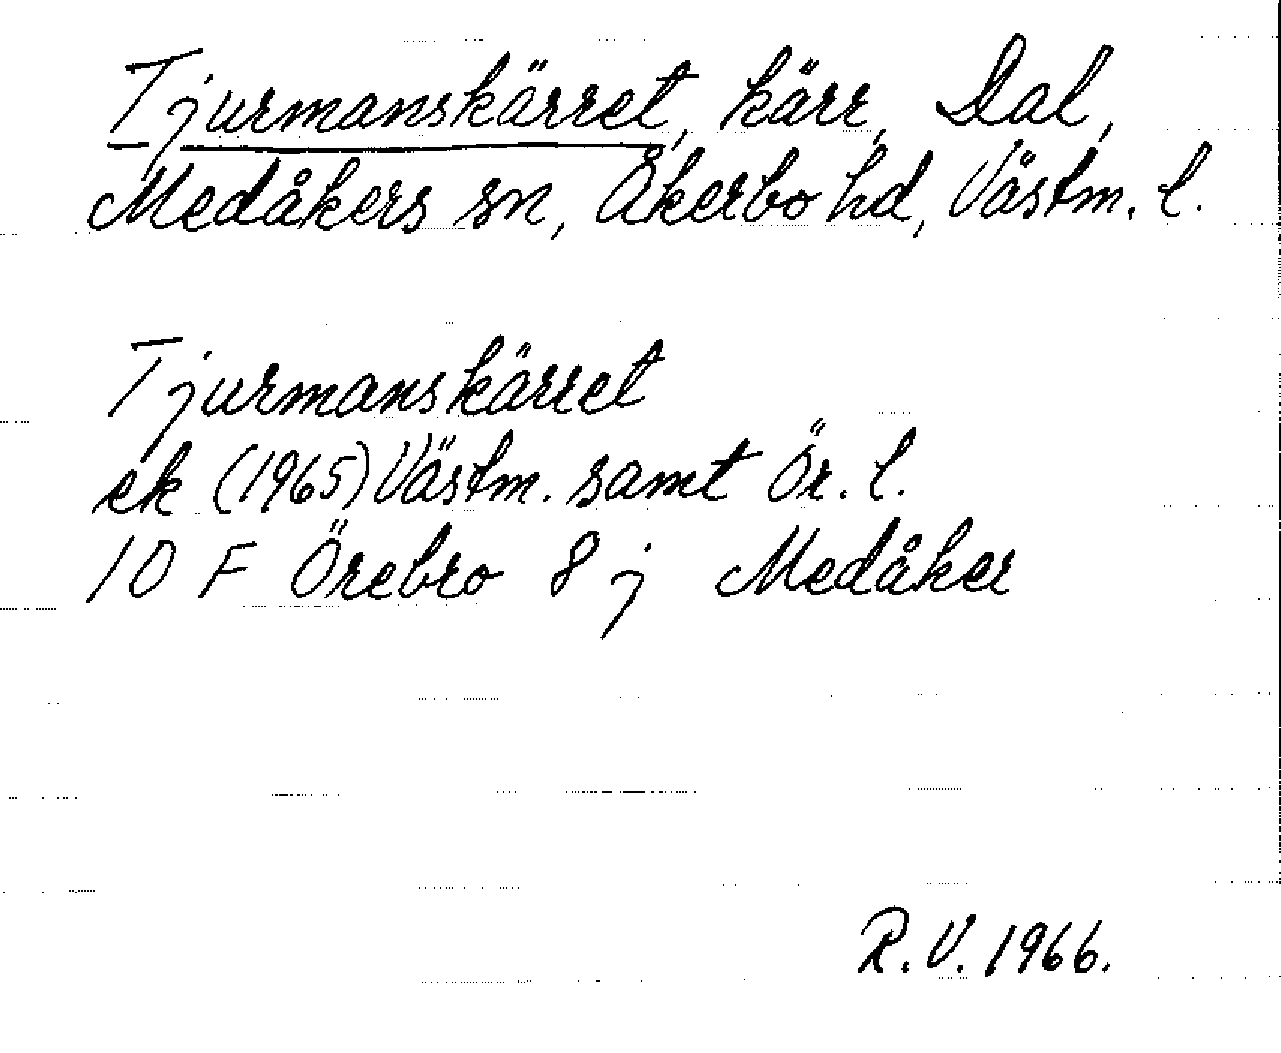 Tjurmanskärret, kärr, Dal,
Medåkers sn, Åkerbo hd, Västm. l.
Tjurmanskärret
ek (1965) Västm. samt Ör. l.
10 F Örebro 8 j Medåker
R. V. 1966.